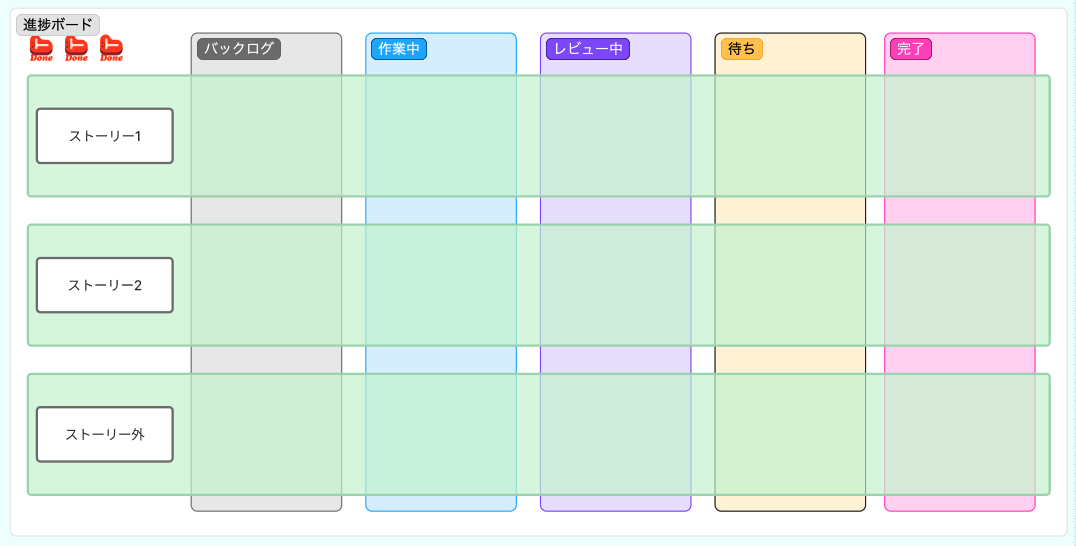 進捗ボード
Done Done Done
バックログ 作業中 レビュー中 待ち 完了
ストーリー1
ストーリー2
ストーリー外